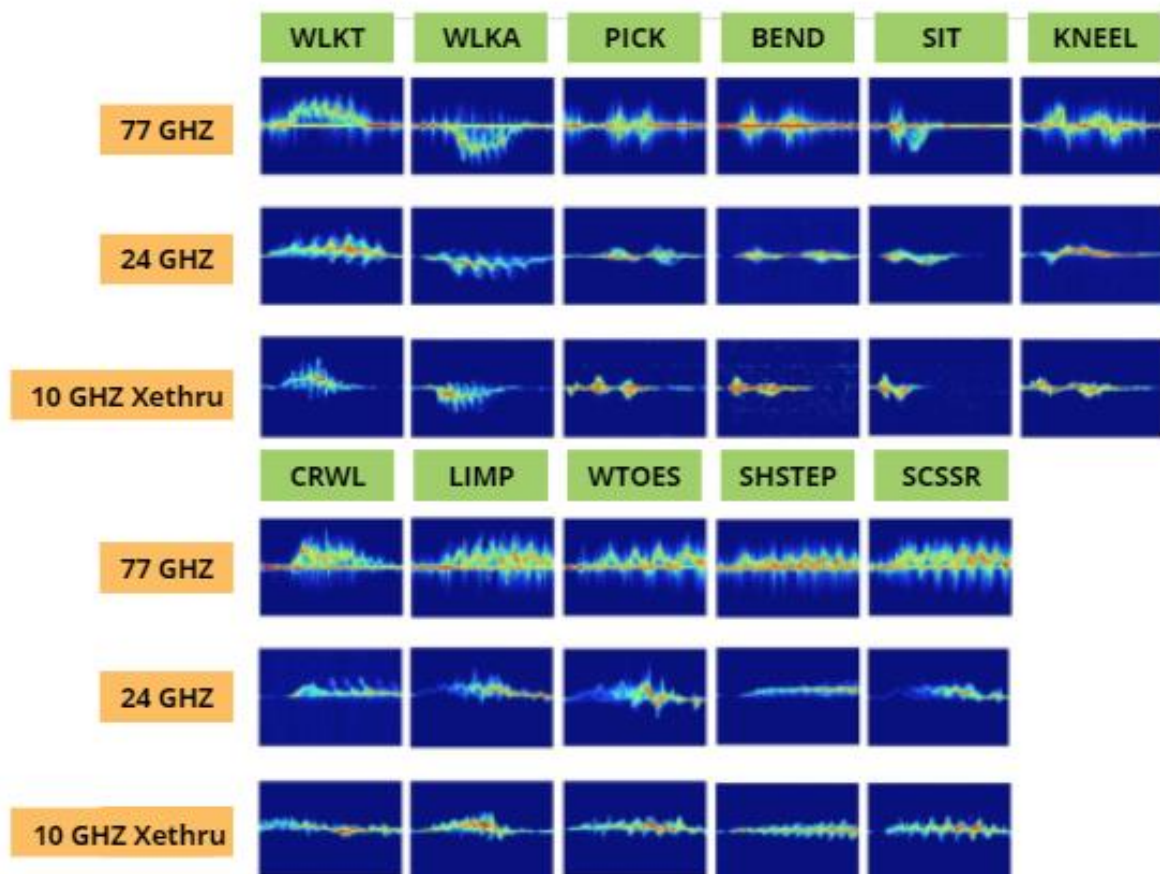 WLKT WLKA PICK BEND SIT KNEEL
77 GHZ
24 GHZ
10 GHZ Xethru
CRWL LIMP WTOES SHSTEP SCSSR
77 GHZ
24 GHZ
10 GHZ Xethru